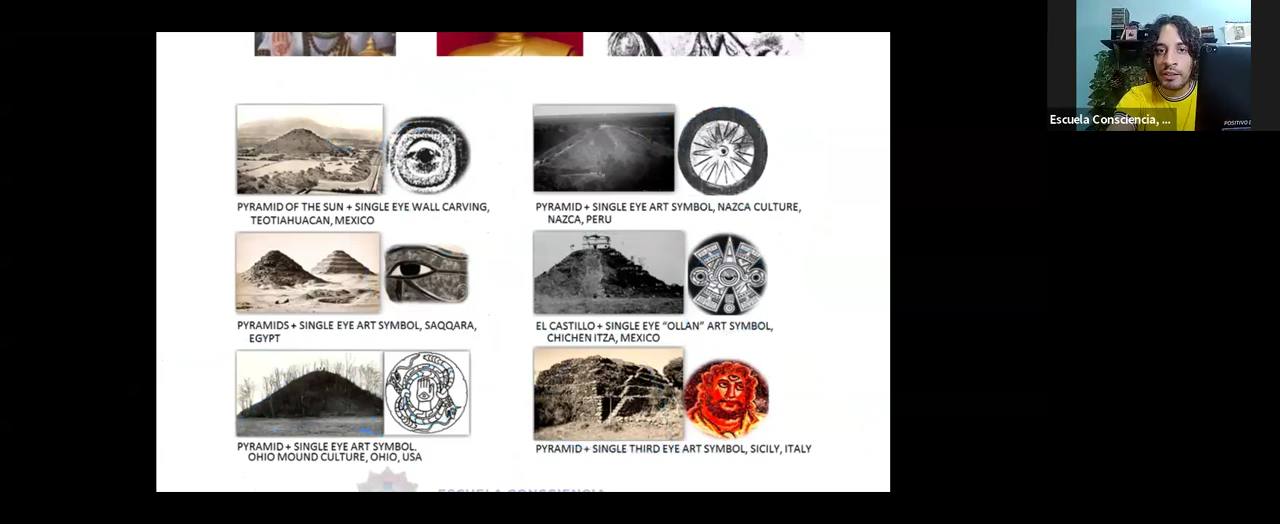 PYRAMID OF THE SUN + SINGLE EYE WALL CARVING,
TEOTIAHUACAN, MEXICO
PYRAMID + SINGLE EYE ART SYMBOL, NAZCA CULTURE,
NAZCA, PERU
PYRAMIDS + SINGLE EYE ART SYMBOL, SAQQARA,
EGYPT
EL CASTILLO + SINGLE EYE “OLLAN” ART SYMBOL,
CHICHEN ITZA, MEXICO
PYRAMID + SINGLE EYE ART SYMBOL.
OHIO MOUND CULTURE, OHIO, USA
PYRAMID + SINGLE THIRD EYE ART SYMBOL, SICILY, ITALY
ESCUELA CONSCIENCIA
Escuela Consciencia, ...